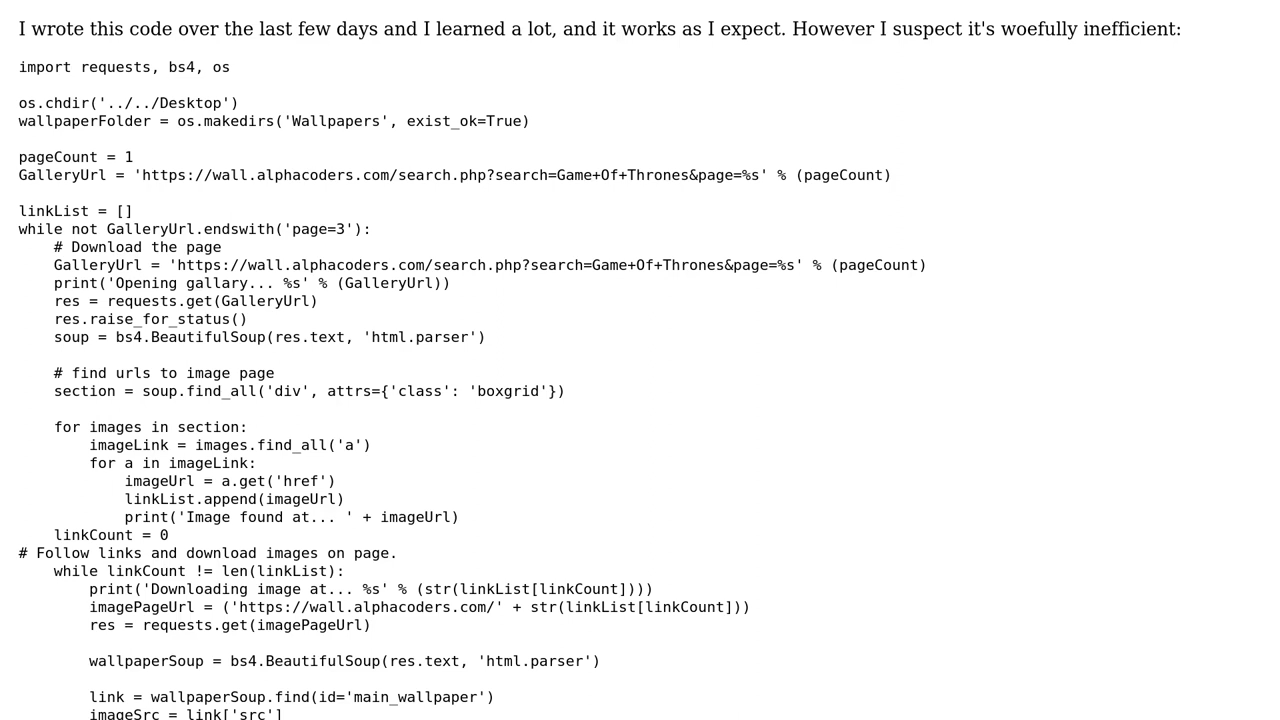 I wrote this code over the last few days and I learned a lot, and it works as I expect. However I suspect it's woefully inefficient:
import requests, bs4, os

os.chdir('../../Desktop')
wallpaperFolder = os.makedirs('Wallpapers', exist_ok=True)

pageCount = 1
GalleryUrl = 'https://wall.alphacoders.com/search.php?search=Game+Of+Thrones&page=%s' % (pageCount)

linkList = []
while not GalleryUrl.endswith('page=3'):
    # Download the page
    GalleryUrl = 'https://wall.alphacoders.com/search.php?search=Game+Of+Thrones&page=%s' % (pageCount)
    print('Opening gallary... %s' % (GalleryUrl))
    res = requests.get(GalleryUrl)
    res.raise_for_status()
    soup = bs4.BeautifulSoup(res.text, 'html.parser')

    # find urls to image page
    section = soup.find_all('div', attrs={'class': 'boxgrid'})

    for images in section:
        imageLink = images.find_all('a')
        for a in imageLink:
            imageUrl = a.get('href')
            linkList.append(imageUrl)
            print('Image found at... ' + imageUrl)
    linkCount = 0
# Follow links and download images on page.
    while linkCount != len(linkList):
        print('Downloading image at... %s' % (str(linkList[linkCount])))
        imagePageUrl = ('https://wall.alphacoders.com/' + str(linkList[linkCount]))
        res = requests.get(imagePageUrl)

        wallpaperSoup = bs4.BeautifulSoup(res.text, 'html.parser')

        link = wallpaperSoup.find(id='main_wallpaper')
        imageSrc = link['src']